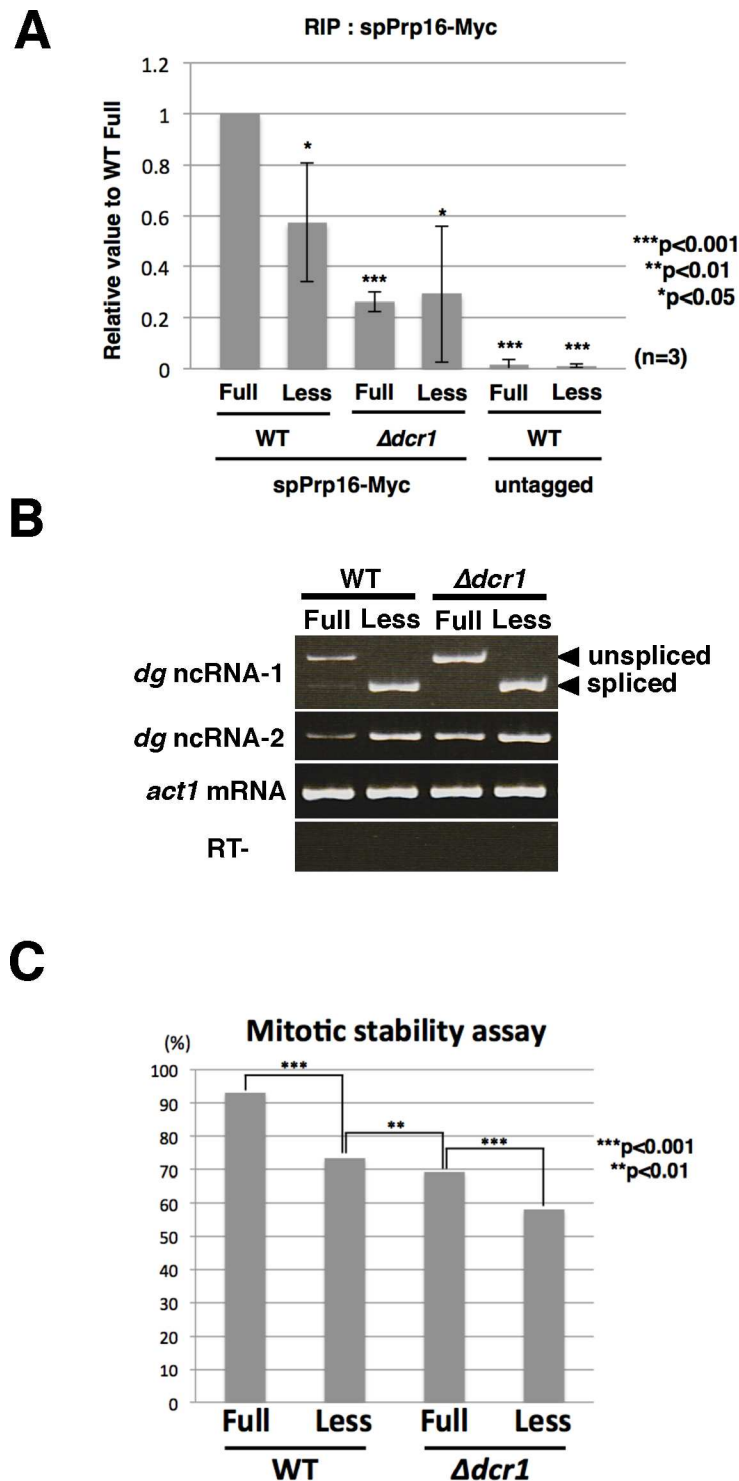 A
RIP : spPrp16-Myc
Relative value to WT Full
1.2
1
0.8
0.6
0.4
0.2
0
*
***
*
***
***
***p<0.001
**p<0.01
*p<0.05
(n=3)
Full Less Full Less Full Less
WT Δdcr1 WT
spPrp16-Myc untagged
B
WT Δdcr1
Full Less Full Less
dg ncRNA-1
unspliced
spliced
dg ncRNA-2
act1 mRNA
RT-
C
Mitotic stability assay
(%)
100
90
80
70
60
50
40
30
20
10
0
***
**
***
***p<0.001
**p<0.01
Full Less Full Less
WT Δdcr1